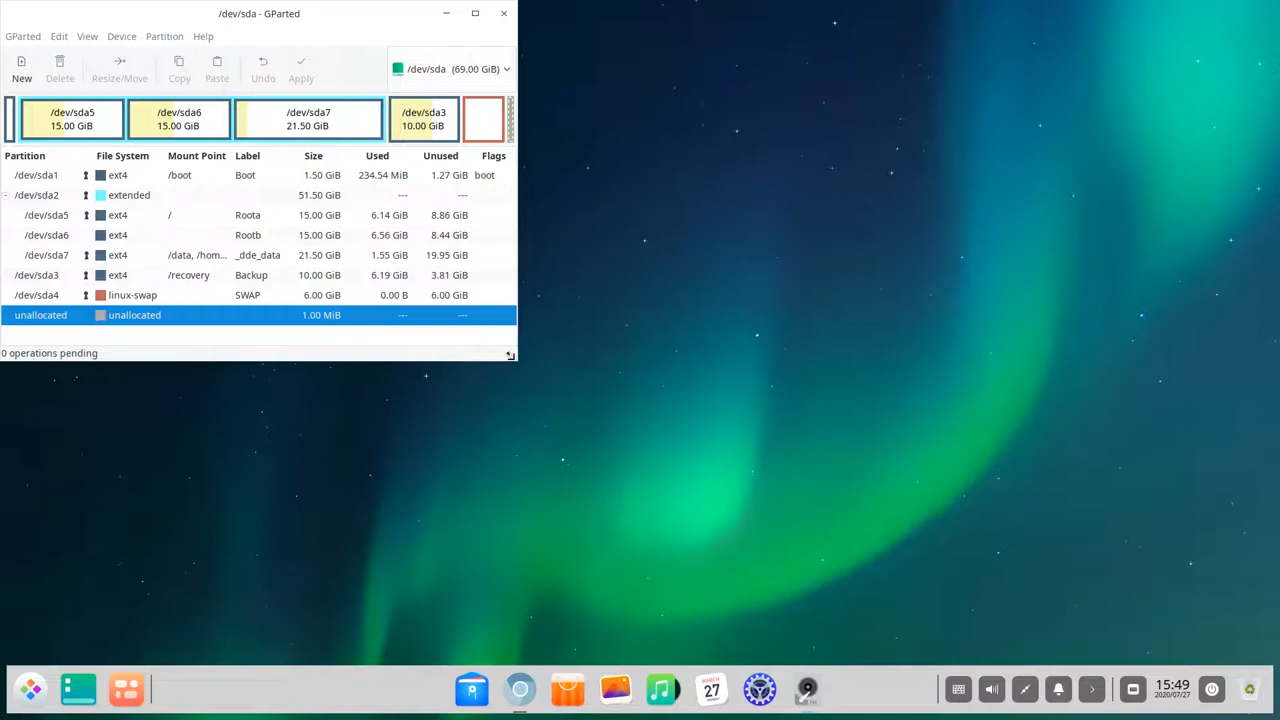 /dev/sda - GParted
GParted Edit View Device Partition Help
New Delete Resize/Move Copy Paste Undo Apply /dev/sda (69.00 GiB)
/dev/sda5 /dev/sda6 /dev/sda7 /dev/sda3
15.00 GiB 15.00 GiB 21.50 GiB 10.00 GiB
Partition File System Mount Point Label Size Used Unused Flags
/dev/sda1 ext4 /boot Boot 1.50 GiB 234.54 MiB 1.27 GiB boot
/dev/sda2 extended 51.50 GiB --- ---
/dev/sda5 ext4 / Roota 15.00 GiB 6.14 GiB 8.86 GiB
/dev/sda6 ext4 Rootb 15.00 GiB 6.56 GiB 8.44 GiB
/dev/sda7 ext4 /data, /hom... _dde_data 21.50 GiB 1.55 GiB 19.95 GiB
/dev/sda3 ext4 /recovery Backup 10.00 GiB 6.19 GiB 3.81 GiB
/dev/sda4 linux-swap SWAP 6.00 GiB 0.00 B 6.00 GiB
unallocated unallocated 1.00 MiB --- ---
0 operations pending
MARCH
27
15:49
2020/07/27